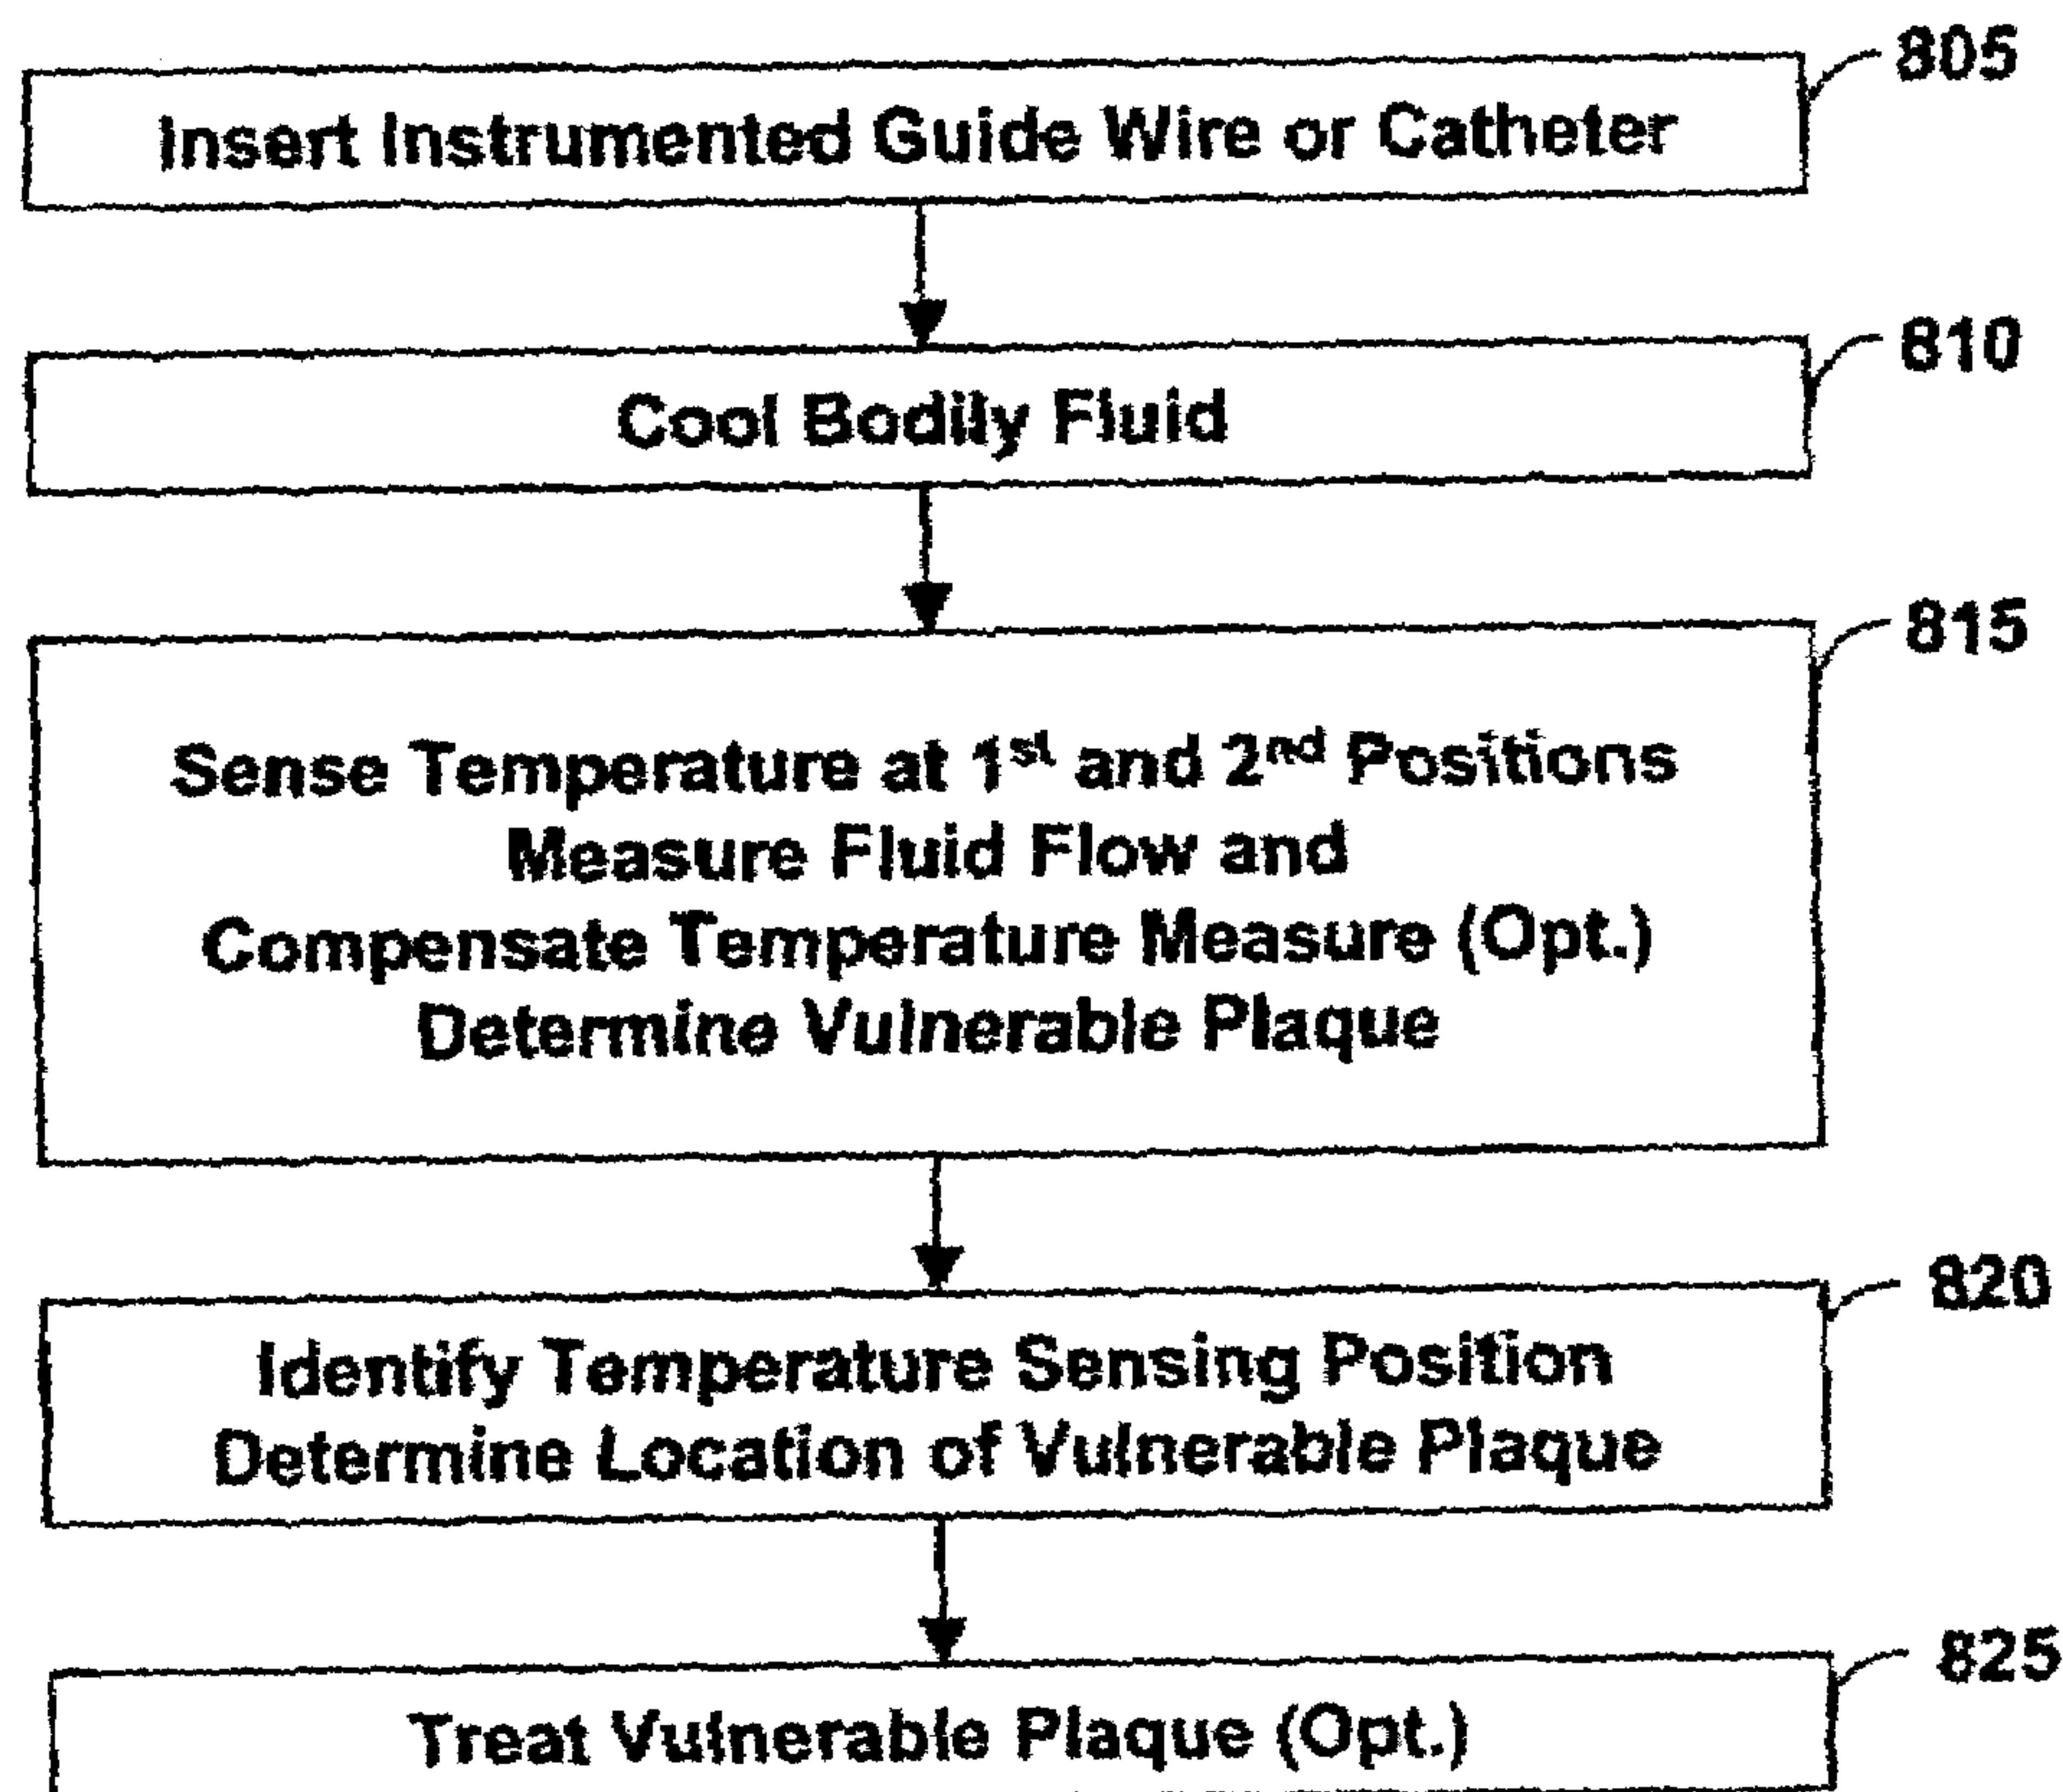 805
Insert Instrumented Guide Wire or Catheter
810
Cool Bodily Fluid
815
Sense Temperature at 1st and 2nd Positions
Measure Fluid Flow and
Compensate Temperature Measure (Opt.)
Determine Vulnerable Plaque
820
Identify Temperature Sensing Position
Determine Location of Vulnerable Plaque
825
Treat Vulnerable Plaque (Opt.)